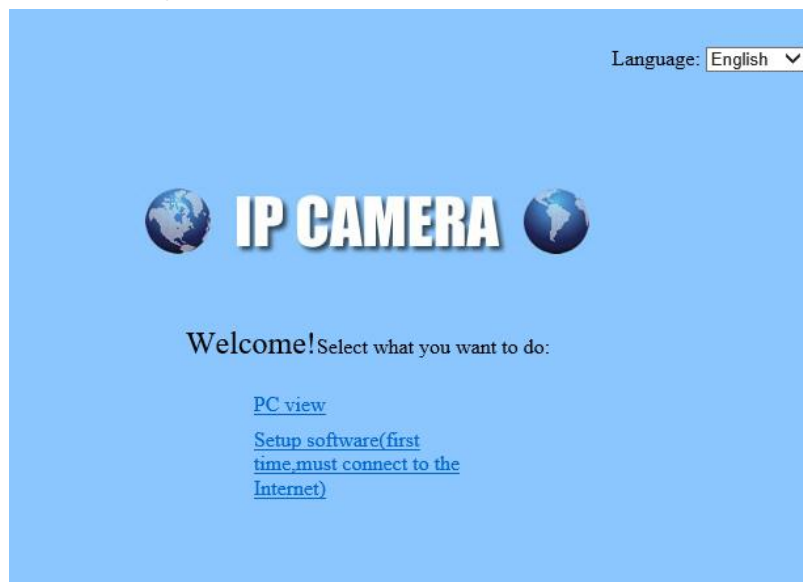 Language: English
IP CAMERA
Welcome!Select what you want to do:
PC view
Setup software(first
time,must connect to the
Internet)